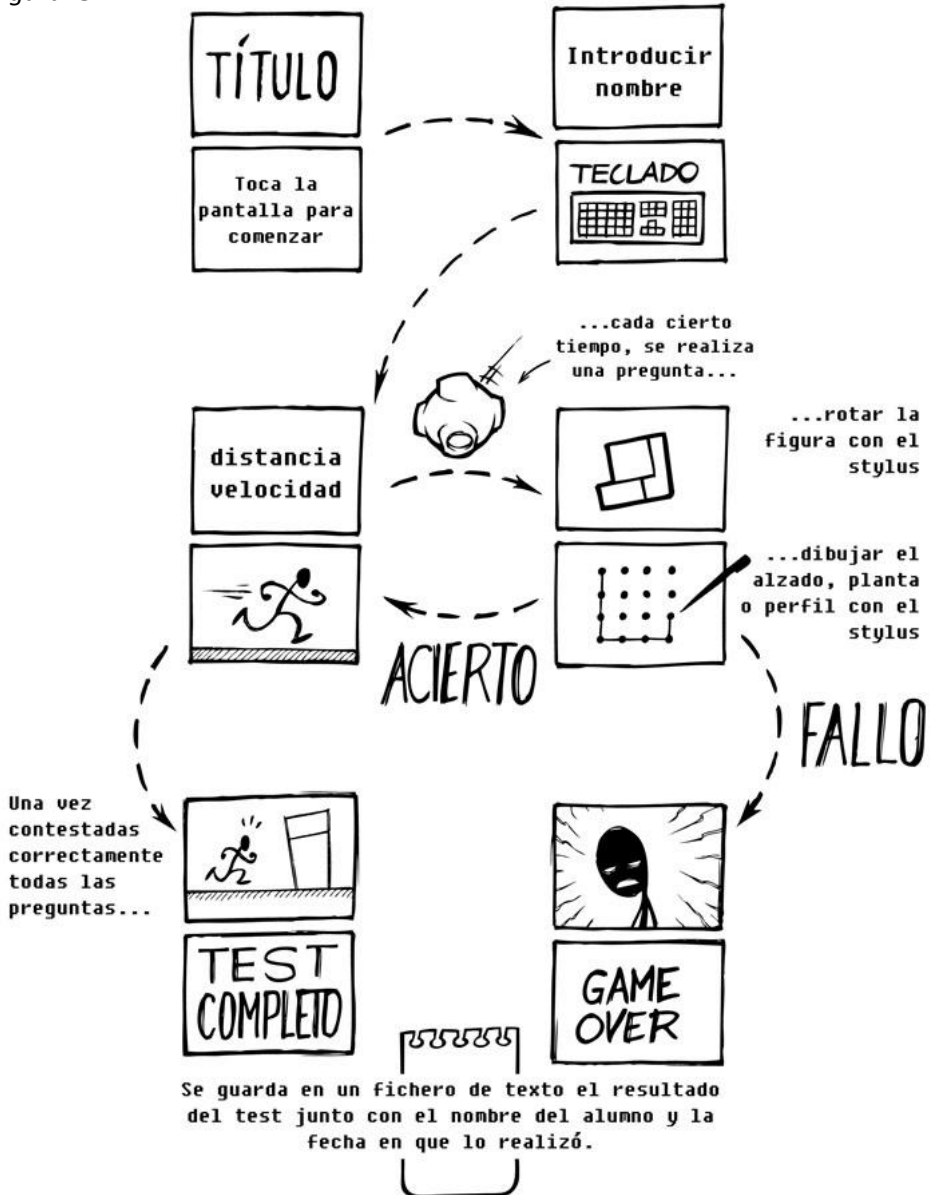 TÍTULO
Toca la
pantalla para
comenzar
Introducir
nombre
TECLADO
...cada cierto
tiempo, se realiza
una pregunta...
distancia
velocidad
...rotar la
figura con el
stylus
...dibujar el
alzado, planta
o perfil con el
stylus
ACIERTO
FALLO
Una vez
contestadas
correctamente
todas las
preguntas...
TEST
COMPLETO
GAME
OVER
Se guarda en un fichero de texto el resultado
del test junto con el nombre del alumno y la
fecha en que lo realizó.